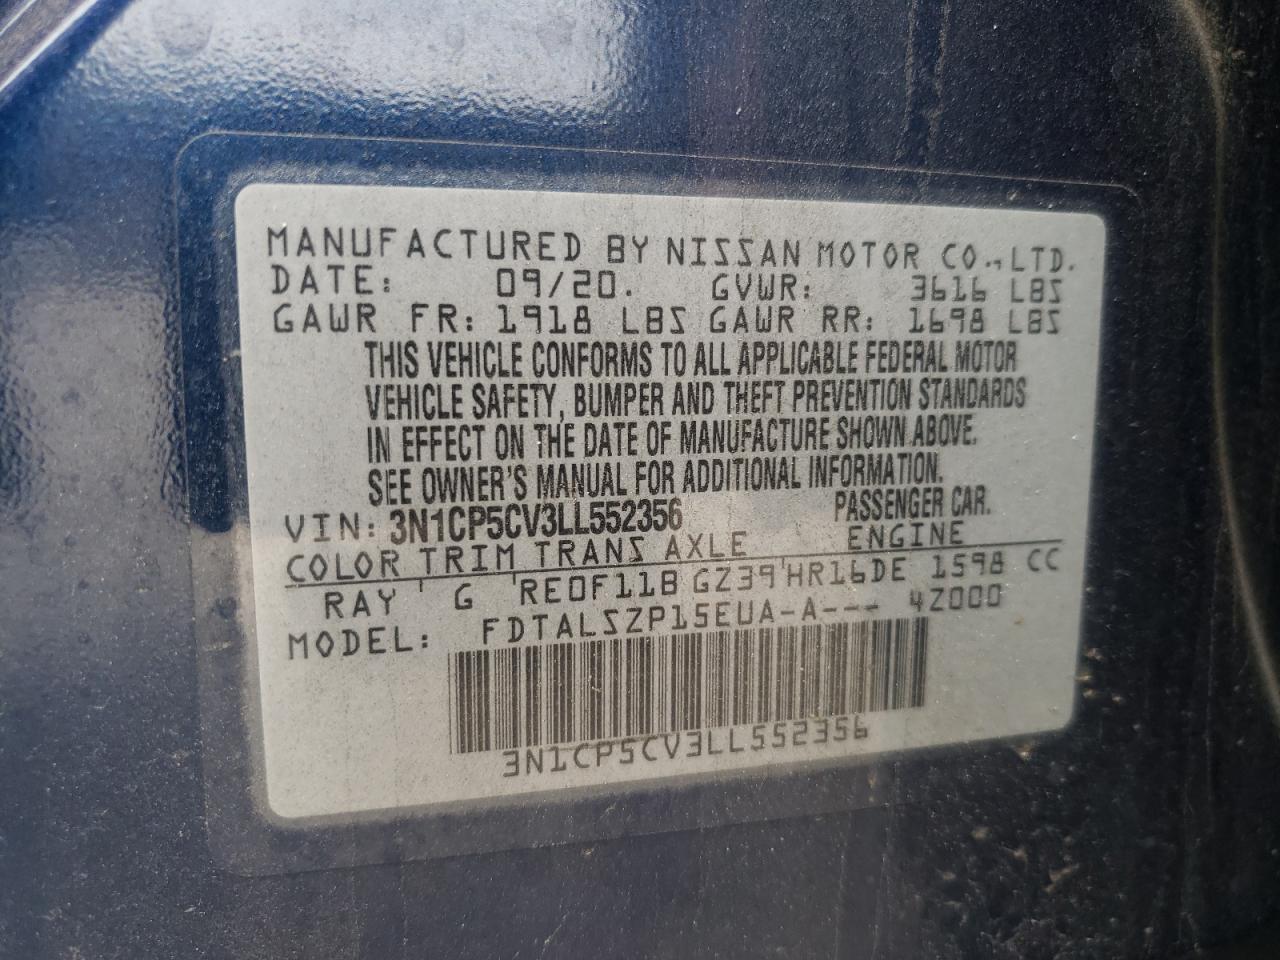 MANUFACTURED BY NISSAN MOTOR CO., LTD.
DATE: 09/20. GVWR: 3616 LBS
GAWR FR: 1918 LBS GAWR RR: 1698 LBS
THIS VEHICLE CONFORMS TO ALL APPLICABLE FEDERAL MOTOR
VEHICLE SAFETY, BUMPER AND THEFT PREVENTION STANDARDS
IN EFFECT ON THE DATE OF MANUFACTURE SHOWN ABOVE.
SEE OWNER'S MANUAL FOR ADDITIONAL INFORMATION.
VIN: 3N1CP5CV3LL552356 PASSENGER CAR.
COLOR TRIM TRANS AXLE ENGINE
RAY G RE0F11B GZ39 HR16DE 1598 CC
MODEL: FDTALSZP15EUA-A--- 4Z000
3N1CP5CV3LL552356